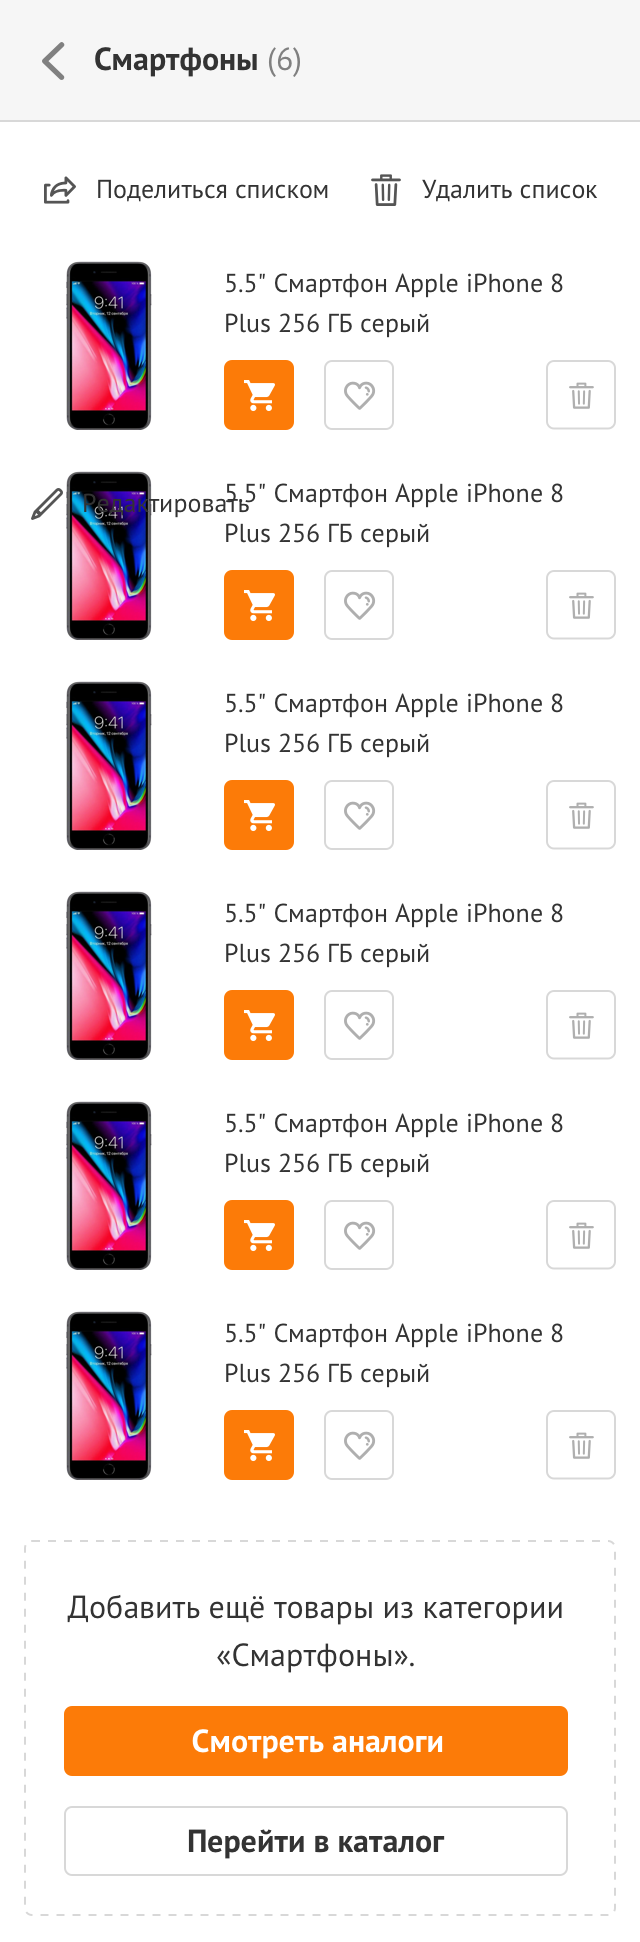 Смартфоны (6)
Поделиться списком
Удалить список
9:41
5.5" Смартфон Apple iPhone 8
Plus 256 ГБ серый
Редактировать
9:41
5.5" Смартфон Apple iPhone 8
Plus 256 ГБ серый
9:41
5.5" Смартфон Apple iPhone 8
Plus 256 ГБ серый
9:41
5.5" Смартфон Apple iPhone 8
Plus 256 ГБ серый
9:41
5.5" Смартфон Apple iPhone 8
Plus 256 ГБ серый
9:41
5.5" Смартфон Apple iPhone 8
Plus 256 ГБ серый
Добавить ещё товары из категории
«Смартфоны».
Смотреть аналоги
Перейти в каталог